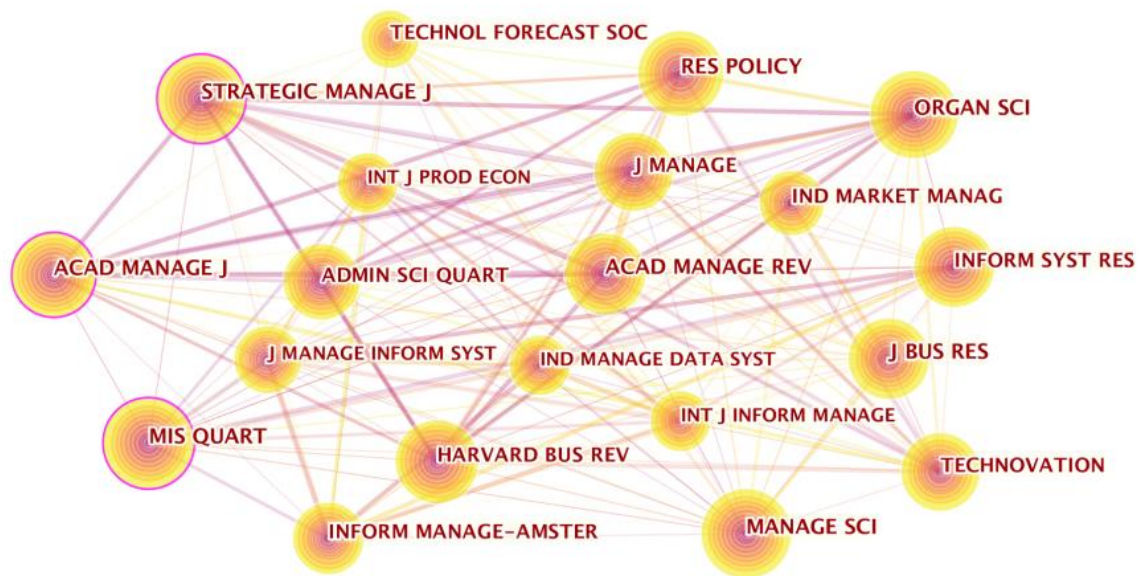 TECHNOL FORECAST SOC
RES POLICY
STRATEGIC MANAGE J
ORGAN SCI
J MANAGE
INT J PROD ECON
IND MARKET MANAG
INFORM SYST RES
ACAD MANAGE J
ACAD MANAGE REV
ADMIN SCI QUART
J MANAGE INFORM SYST
IND MANAGE DATA SYST
J BUS RES
INT J INFORM MANAGE
MIS QUART
HARVARD BUS REV
TECHNOVATION
INFORM MANAGE-AMSTER
MANAGE SCI